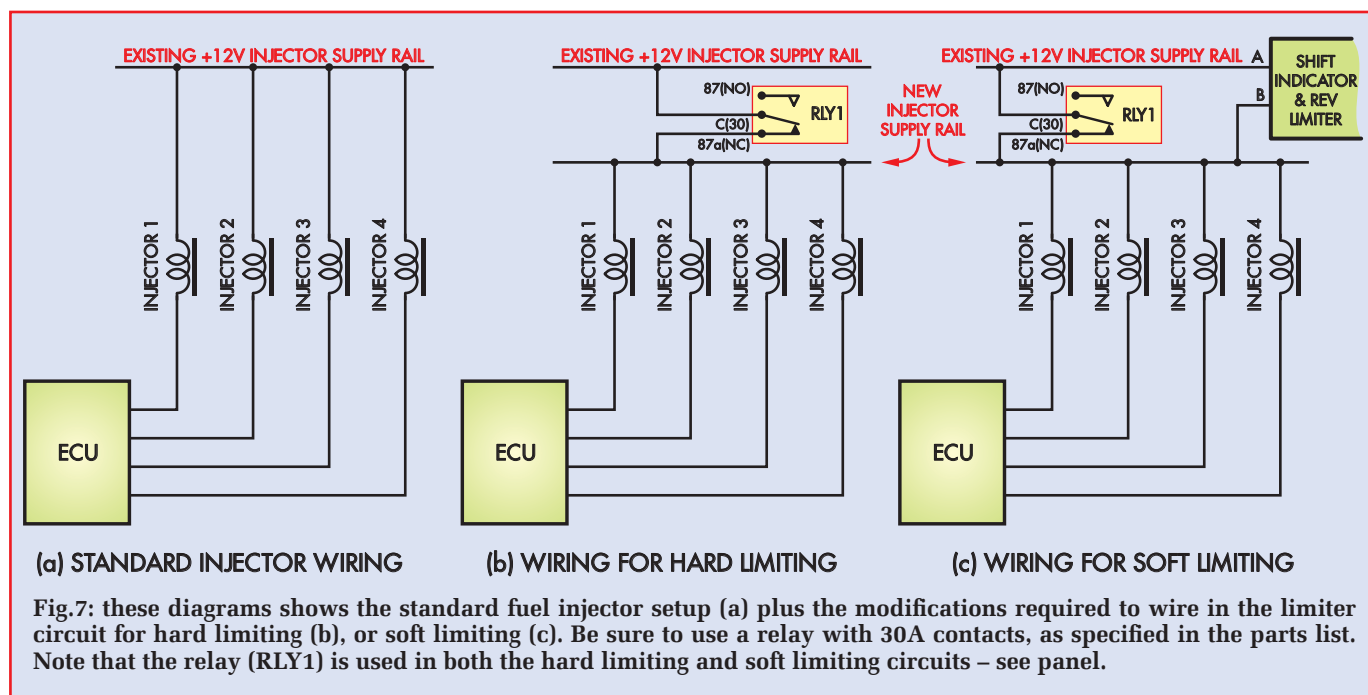 EXISTING +12V INJECTOR SUPPLY RAIL
INJECTOR 1
INJECTOR 2
INJECTOR 3
INJECTOR 4
ECU
(a) STANDARD INJECTOR WIRING
EXISTING +12V INJECTOR SUPPLY RAIL
87(NO)
C(30)
87a(NC)
RLY1
NEW
INJECTOR
SUPPLY RAIL
INJECTOR 1
INJECTOR 2
INJECTOR 3
INJECTOR 4
ECU
(b) WIRING FOR HARD LIMITING
EXISTING +12V INJECTOR SUPPLY RAIL
A
B
SHIFT
INDICATOR
& REV
LIMITER
87(NO)
C(30)
87a(NC)
RLY1
INJECTOR 1
INJECTOR 2
INJECTOR 3
INJECTOR 4
ECU
(c) WIRING FOR SOFT LIMITING
Fig.7: these diagrams shows the standard fuel injector setup (a) plus the modifications required to wire in the limiter
circuit for hard limiting (b), or soft limiting (c). Be sure to use a relay with 30A contacts, as specified in the parts list.
Note that the relay (RLY1) is used in both the hard limiting and soft limiting circuits – see panel.